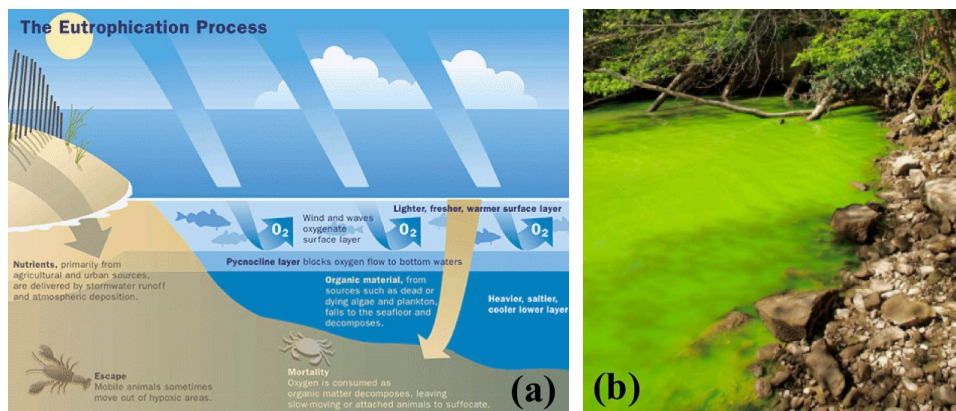 The Eutrophication Process
Lighter, fresher, warmer surface layer
O2
Wind and waves
oxygenate
surface layer
O2
O2
Pycnocline layer blocks oxygen flow to bottom waters
Nutrients, primarily from
agricultural and urban sources,
are delivered by stormwater runoff
and atmospheric deposition.
Organic material, from
sources such as dead or
dying algae and plankton,
falls to the seafloor and
decomposes.
Heavier, saltier,
cooler lower layer
Escape
Mobile animals sometimes
move out of hypoxic areas.
Mortality
Oxygen is consumed as
organic matter decomposes, leaving
slow-moving or attached animals to suffocate.
(a)
(b)